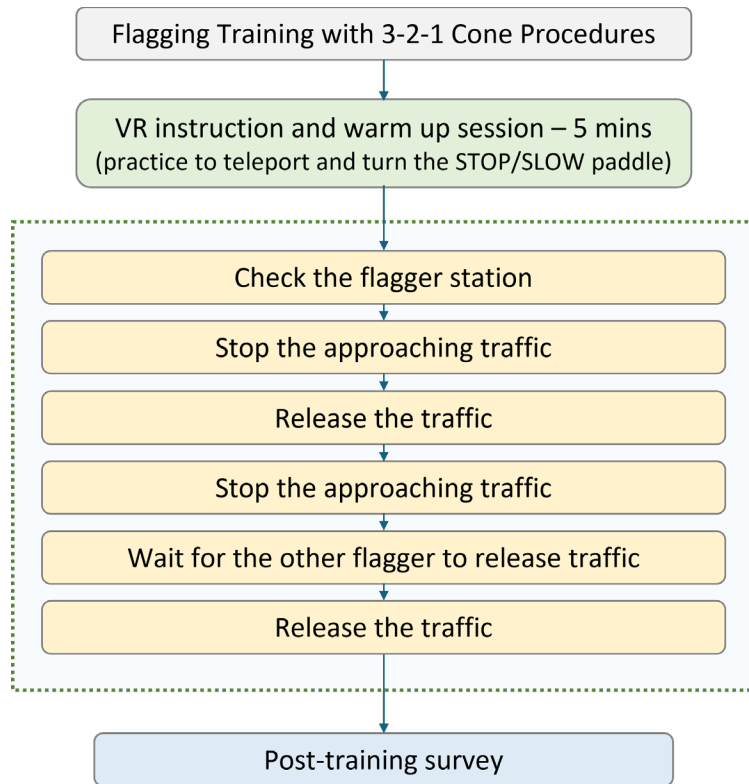 Flagging Training with 3-2-1 Cone Procedures
VR instruction and warm up session – 5 mins
(practice to teleport and turn the STOP/SLOW paddle)
Check the flagger station
Stop the approaching traffic
Release the traffic
Stop the approaching traffic
Wait for the other flagger to release traffic
Release the traffic
Post-training survey